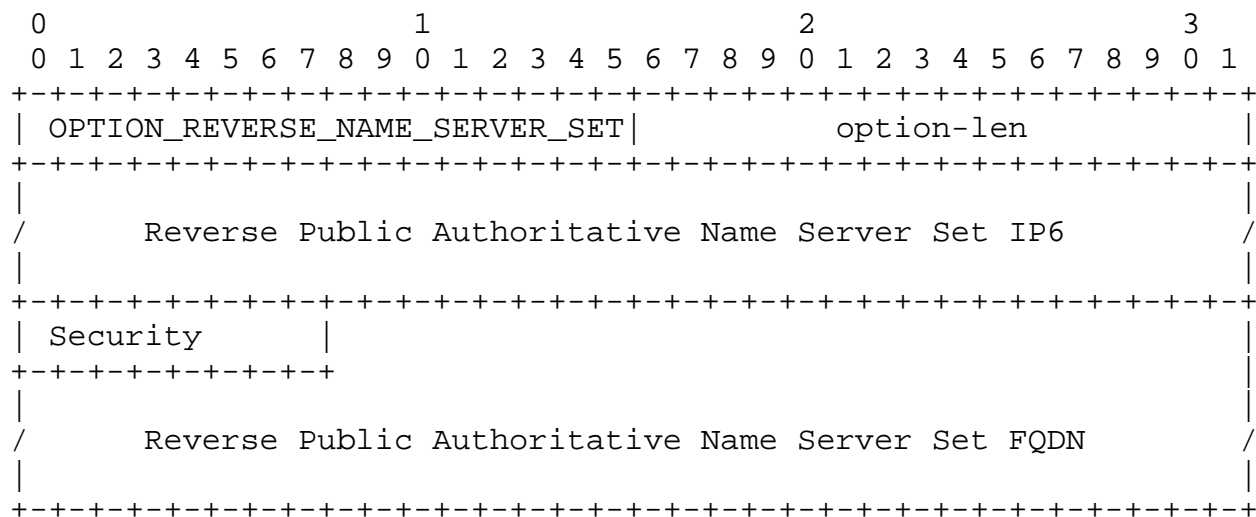 0                   1                   2                   3
 0 1 2 3 4 5 6 7 8 9 0 1 2 3 4 5 6 7 8 9 0 1 2 3 4 5 6 7 8 9 0 1
+-+-+-+-+-+-+-+-+-+-+-+-+-+-+-+-+-+-+-+-+-+-+-+-+-+-+-+-+-+-+-+-+
| OPTION_REVERSE_NAME_SERVER_SET|          option-len           |
+-+-+-+-+-+-+-+-+-+-+-+-+-+-+-+-+-+-+-+-+-+-+-+-+-+-+-+-+-+-+-+-+
|                                                               |
/      Reverse Public Authoritative Name Server Set IP6         /
|                                                               |
+-+-+-+-+-+-+-+-+-+-+-+-+-+-+-+-+-+-+-+-+-+-+-+-+-+-+-+-+-+-+-+-+
| Security      |                                               |
+-+-+-+-+-+-+-+-+                                               |
|                                                               |
/      Reverse Public Authoritative Name Server Set FQDN        /
|                                                               |
+-+-+-+-+-+-+-+-+-+-+-+-+-+-+-+-+-+-+-+-+-+-+-+-+-+-+-+-+-+-+-+-+